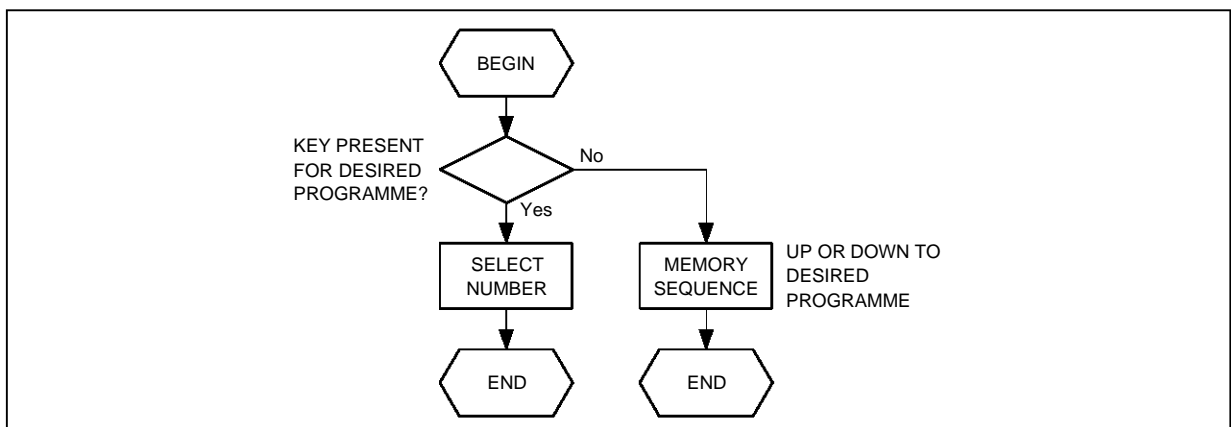 BEGIN
KEY PRESENT
FOR DESIRED
PROGRAMME?
No
Yes
SELECT
NUMBER
MEMORY
SEQUENCE
UP OR DOWN TO
DESIRED
PROGRAMME
END
END